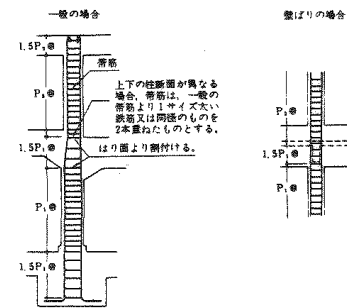 一般の場合
壁ばりの場合
1.5P₂@
帯筋
P₂@
上下の柱断面が異なる
場合,帯筋は,一般の
帯筋より1サイズ太い
鉄筋又は同径のものを
2本重ねたものとする。
1.5P₁@
はり面より割付ける。
P₁@
1.5P₁@
P₂@
1.5P₁@
P₁@